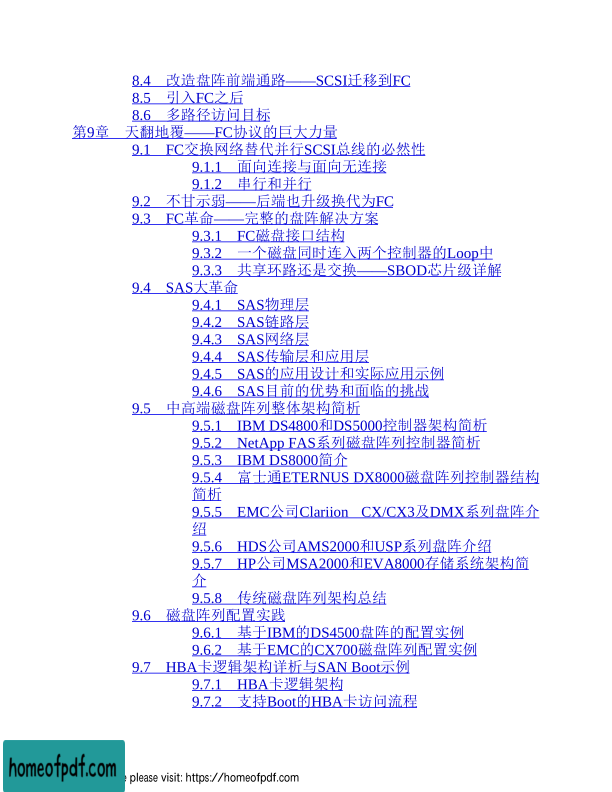 8.4 改造盘阵前端通路——SCSI迁移到FC
8.5 引入FC之后
8.6 多路径访问目标
第9章 天翻地覆——FC协议的巨大力量
9.1 FC交换网络替代并行SCSI总线的必然性
9.1.1 面向连接与面向无连接
9.1.2 串行和并行
9.2 不甘示弱——后端也升级换代为FC
9.3 FC革命——完整的盘阵解决方案
9.3.1 FC磁盘接口结构
9.3.2 一个磁盘同时连入两个控制器的Loop中
9.3.3 共享环路还是交换——SBOD芯片级详解
9.4 SAS大革命
9.4.1 SAS物理层
9.4.2 SAS链路层
9.4.3 SAS网络层
9.4.4 SAS传输层和应用层
9.4.5 SAS的应用设计和实际应用示例
9.4.6 SAS目前的优势和面临的挑战
9.5 中高端磁盘阵列整体架构简析
9.5.1 IBM DS4800和DS5000控制器架构简析
9.5.2 NetApp FAS系列磁盘阵列控制器简析
9.5.3 IBM DS8000简介
9.5.4 富士通ETERNUS DX8000磁盘阵列控制器结构
简析
9.5.5 EMC公司Clariion CX/CX3及DMX系列盘阵介
绍
9.5.6 HDS公司AMS2000和USP系列盘阵介绍
9.5.7 HP公司MSA2000和EVA8000存储系统架构简
介
9.5.8 传统磁盘阵列架构总结
9.6 磁盘阵列配置实践
9.6.1 基于IBM的DS4500盘阵的配置实例
9.6.2 基于EMC的CX700磁盘阵列配置实例
9.7 HBA卡逻辑架构详析与SAN Boot示例
9.7.1 HBA卡逻辑架构
9.7.2 支持Boot的HBA卡访问流程
homeofpdf.com
e please visit: https://homeofpdf.com